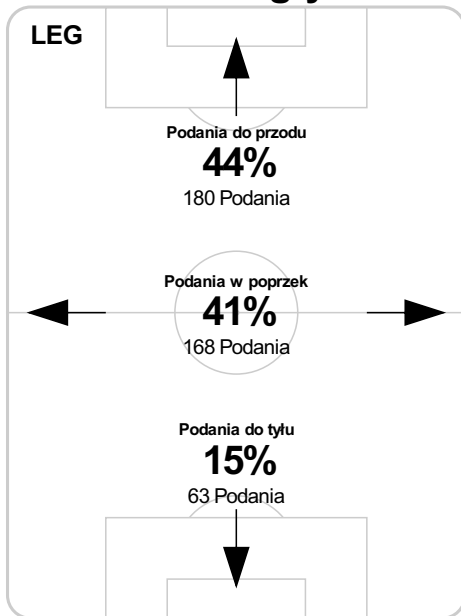 LEG
Podania do przodu
44%
180 Podania
Podania w poprzek
41%
168 Podania
Podania do tyłu
15%
63 Podania